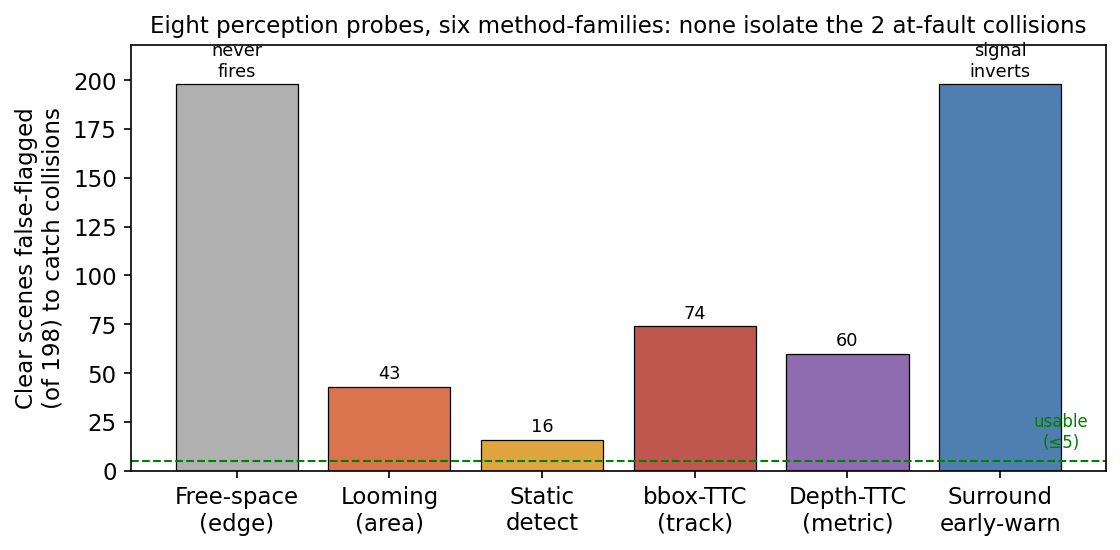 Eight perception probes, six method-families: none isolate the 2 at-fault collisions
Clear scenes false-flagged
(of 198) to catch collisions
200
175
150
125
100
75
50
25
0
never
fires
43
16
74
60
signal
inverts
usable
(≤5)
Free-space
(edge)
Looming
(area)
Static
detect
bbox-TTC
(track)
Depth-TTC
(metric)
Surround
early-warn